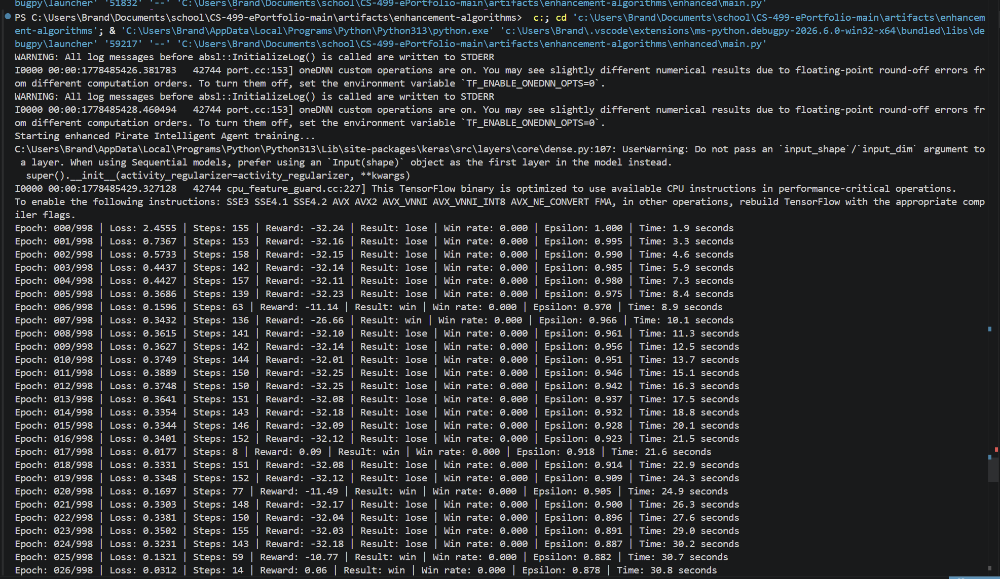 bugpy\launcher' '51832' '--' 'C:\Users\Brand\Documents\school\CS-499-ePortfolio-main\artifacts\enhancement-algorithms\enhanced\main.py'
PS C:\Users\Brand\Documents\school\CS-499-ePortfolio-main\artifacts\enhancement-algorithms>  c:; cd 'c:\Users\Brand\Documents\school\CS-499-ePortfolio-main\artifacts\enhancem
ent-algorithms'; & 'C:\Users\Brand\AppData\Local\Programs\Python\Python313\python.exe' 'c:\Users\Brand\.vscode\extensions\ms-python.debugpy-2026.6.0-win32-x64\bundled\libs\de
bugpy\launcher' '59217' '--' 'C:\Users\Brand\Documents\school\CS-499-ePortfolio-main\artifacts\enhancement-algorithms\enhanced\main.py'
WARNING: All log messages before absl::InitializeLog() is called are written to STDERR
I0000 00:00:1778485426.381783   42744 port.cc:153] oneDNN custom operations are on. You may see slightly different numerical results due to floating-point round-off errors fr
om different computation orders. To turn them off, set the environment variable `TF_ENABLE_ONEDNN_OPTS=0`.
WARNING: All log messages before absl::InitializeLog() is called are written to STDERR
I0000 00:00:1778485428.460494   42744 port.cc:153] oneDNN custom operations are on. You may see slightly different numerical results due to floating-point round-off errors fr
om different computation orders. To turn them off, set the environment variable `TF_ENABLE_ONEDNN_OPTS=0`.
Starting enhanced Pirate Intelligent Agent training...
C:\Users\Brand\AppData\Local\Programs\Python\Python313\Lib\site-packages\keras\src\layers\core\dense.py:107: UserWarning: Do not pass an `input_shape`/`input_dim` argument to
 a layer. When using Sequential models, prefer using an `Input(shape)` object as the first layer in the model instead.
  super().__init__(activity_regularizer=activity_regularizer, **kwargs)
I0000 00:00:1778485429.327128   42744 cpu_feature_guard.cc:227] This TensorFlow binary is optimized to use available CPU instructions in performance-critical operations.
To enable the following instructions: SSE3 SSE4.1 SSE4.2 AVX AVX2 AVX_VNNI AVX_VNNI_INT8 AVX_NE_CONVERT FMA, in other operations, rebuild TensorFlow with the appropriate comp
iler flags.
Epoch: 000/998 | Loss: 2.4555 | Steps: 155 | Reward: -32.24 | Result: lose | Win rate: 0.000 | Epsilon: 1.000 | Time: 1.9 seconds
Epoch: 001/998 | Loss: 0.7367 | Steps: 153 | Reward: -32.16 | Result: lose | Win rate: 0.000 | Epsilon: 0.995 | Time: 3.3 seconds
Epoch: 002/998 | Loss: 0.5733 | Steps: 158 | Reward: -32.15 | Result: lose | Win rate: 0.000 | Epsilon: 0.990 | Time: 4.6 seconds
Epoch: 003/998 | Loss: 0.4437 | Steps: 142 | Reward: -32.14 | Result: lose | Win rate: 0.000 | Epsilon: 0.985 | Time: 5.9 seconds
Epoch: 004/998 | Loss: 0.4427 | Steps: 157 | Reward: -32.11 | Result: lose | Win rate: 0.000 | Epsilon: 0.980 | Time: 7.3 seconds
Epoch: 005/998 | Loss: 0.3686 | Steps: 139 | Reward: -32.23 | Result: lose | Win rate: 0.000 | Epsilon: 0.975 | Time: 8.4 seconds
Epoch: 006/998 | Loss: 0.1596 | Steps: 63 | Reward: -11.14 | Result: win | Win rate: 0.000 | Epsilon: 0.970 | Time: 8.9 seconds
Epoch: 007/998 | Loss: 0.3432 | Steps: 136 | Reward: -26.66 | Result: win | Win rate: 0.000 | Epsilon: 0.966 | Time: 10.1 seconds
Epoch: 008/998 | Loss: 0.3615 | Steps: 141 | Reward: -32.10 | Result: lose | Win rate: 0.000 | Epsilon: 0.961 | Time: 11.3 seconds
Epoch: 009/998 | Loss: 0.3627 | Steps: 142 | Reward: -32.14 | Result: lose | Win rate: 0.000 | Epsilon: 0.956 | Time: 12.5 seconds
Epoch: 010/998 | Loss: 0.3749 | Steps: 144 | Reward: -32.01 | Result: lose | Win rate: 0.000 | Epsilon: 0.951 | Time: 13.7 seconds
Epoch: 011/998 | Loss: 0.3889 | Steps: 150 | Reward: -32.25 | Result: lose | Win rate: 0.000 | Epsilon: 0.946 | Time: 15.1 seconds
Epoch: 012/998 | Loss: 0.3748 | Steps: 150 | Reward: -32.25 | Result: lose | Win rate: 0.000 | Epsilon: 0.942 | Time: 16.3 seconds
Epoch: 013/998 | Loss: 0.3641 | Steps: 151 | Reward: -32.08 | Result: lose | Win rate: 0.000 | Epsilon: 0.937 | Time: 17.5 seconds
Epoch: 014/998 | Loss: 0.3354 | Steps: 143 | Reward: -32.18 | Result: lose | Win rate: 0.000 | Epsilon: 0.932 | Time: 18.8 seconds
Epoch: 015/998 | Loss: 0.3344 | Steps: 146 | Reward: -32.09 | Result: lose | Win rate: 0.000 | Epsilon: 0.928 | Time: 20.1 seconds
Epoch: 016/998 | Loss: 0.3401 | Steps: 152 | Reward: -32.12 | Result: lose | Win rate: 0.000 | Epsilon: 0.923 | Time: 21.5 seconds
Epoch: 017/998 | Loss: 0.0177 | Steps: 8 | Reward: 0.09 | Result: win | Win rate: 0.000 | Epsilon: 0.918 | Time: 21.6 seconds
Epoch: 018/998 | Loss: 0.3331 | Steps: 151 | Reward: -32.08 | Result: lose | Win rate: 0.000 | Epsilon: 0.914 | Time: 22.9 seconds
Epoch: 019/998 | Loss: 0.3348 | Steps: 152 | Reward: -32.12 | Result: lose | Win rate: 0.000 | Epsilon: 0.909 | Time: 24.3 seconds
Epoch: 020/998 | Loss: 0.1697 | Steps: 77 | Reward: -11.49 | Result: win | Win rate: 0.000 | Epsilon: 0.905 | Time: 24.9 seconds
Epoch: 021/998 | Loss: 0.3303 | Steps: 148 | Reward: -32.17 | Result: lose | Win rate: 0.000 | Epsilon: 0.900 | Time: 26.3 seconds
Epoch: 022/998 | Loss: 0.3381 | Steps: 150 | Reward: -32.04 | Result: lose | Win rate: 0.000 | Epsilon: 0.896 | Time: 27.6 seconds
Epoch: 023/998 | Loss: 0.3502 | Steps: 155 | Reward: -32.03 | Result: lose | Win rate: 0.000 | Epsilon: 0.891 | Time: 29.0 seconds
Epoch: 024/998 | Loss: 0.3231 | Steps: 143 | Reward: -32.18 | Result: lose | Win rate: 0.000 | Epsilon: 0.887 | Time: 30.2 seconds
Epoch: 025/998 | Loss: 0.1321 | Steps: 59 | Reward: -10.77 | Result: win | Win rate: 0.000 | Epsilon: 0.882 | Time: 30.7 seconds
Epoch: 026/998 | Loss: 0.0312 | Steps: 14 | Reward: 0.06 | Result: win | Win rate: 0.000 | Epsilon: 0.878 | Time: 30.8 seconds